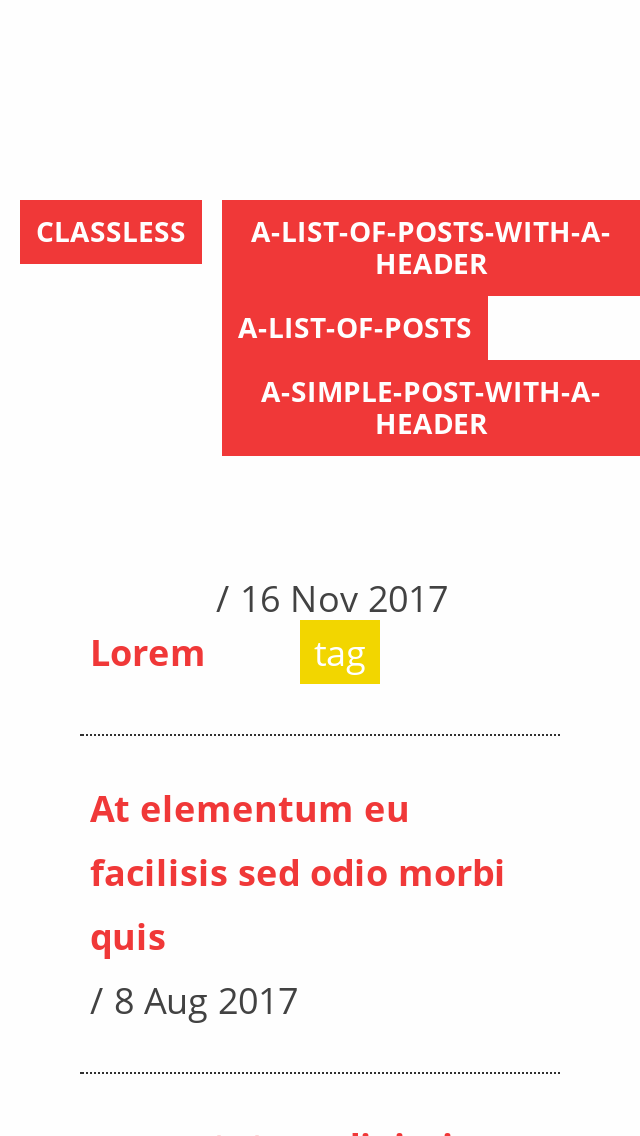 CLASSLESS
A-LIST-OF-POSTS-WITH-A-
HEADER
A-LIST-OF-POSTS
A-SIMPLE-POST-WITH-A-
HEADER
/ 16 Nov 2017
Lorem tag
At elementum eu
facilisis sed odio morbi
quis
/ 8 Aug 2017